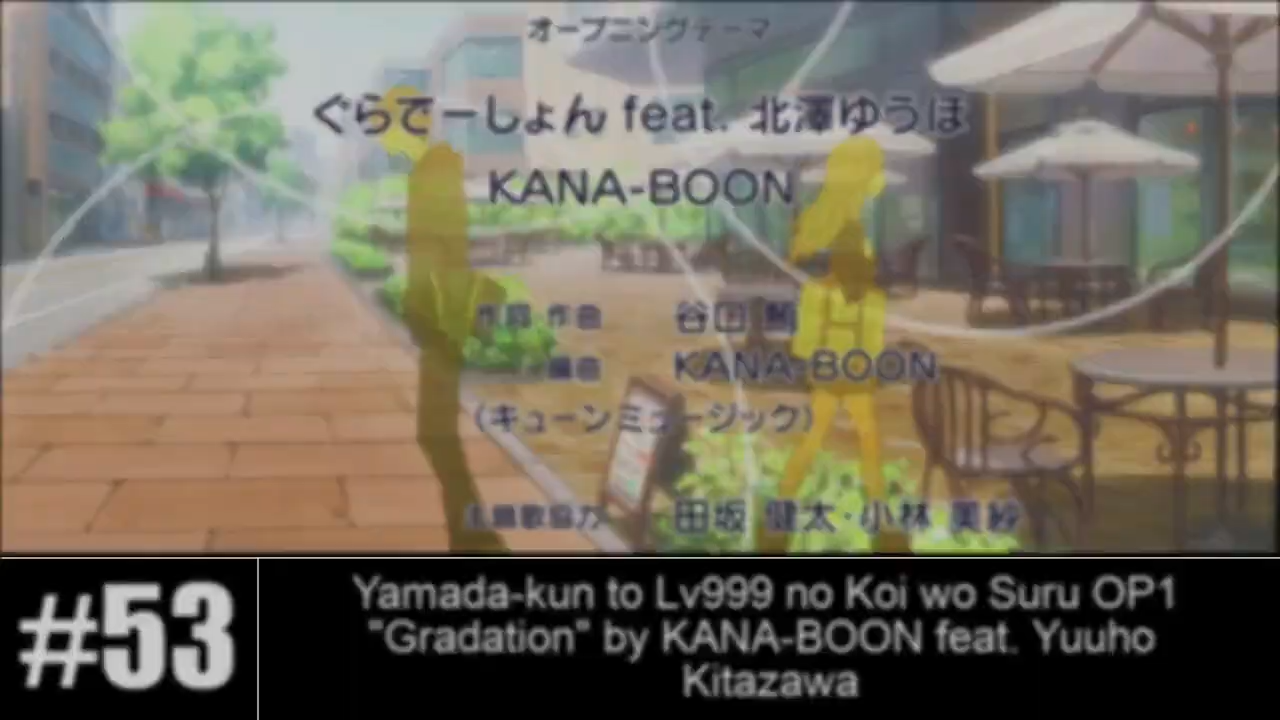 オープニングテーマ
ぐらでーしょん feat. 北澤ゆうほ
KANA-BOON
作詞 作曲 谷口 鮪
編曲 KANA-BOON
(キューンミュージック)
田坂 健太・小林 美紗
#53
Yamada-kun to Lv999 no Koi wo Suru OP1
"Gradation" by KANA-BOON feat. Yuuho
Kitazawa